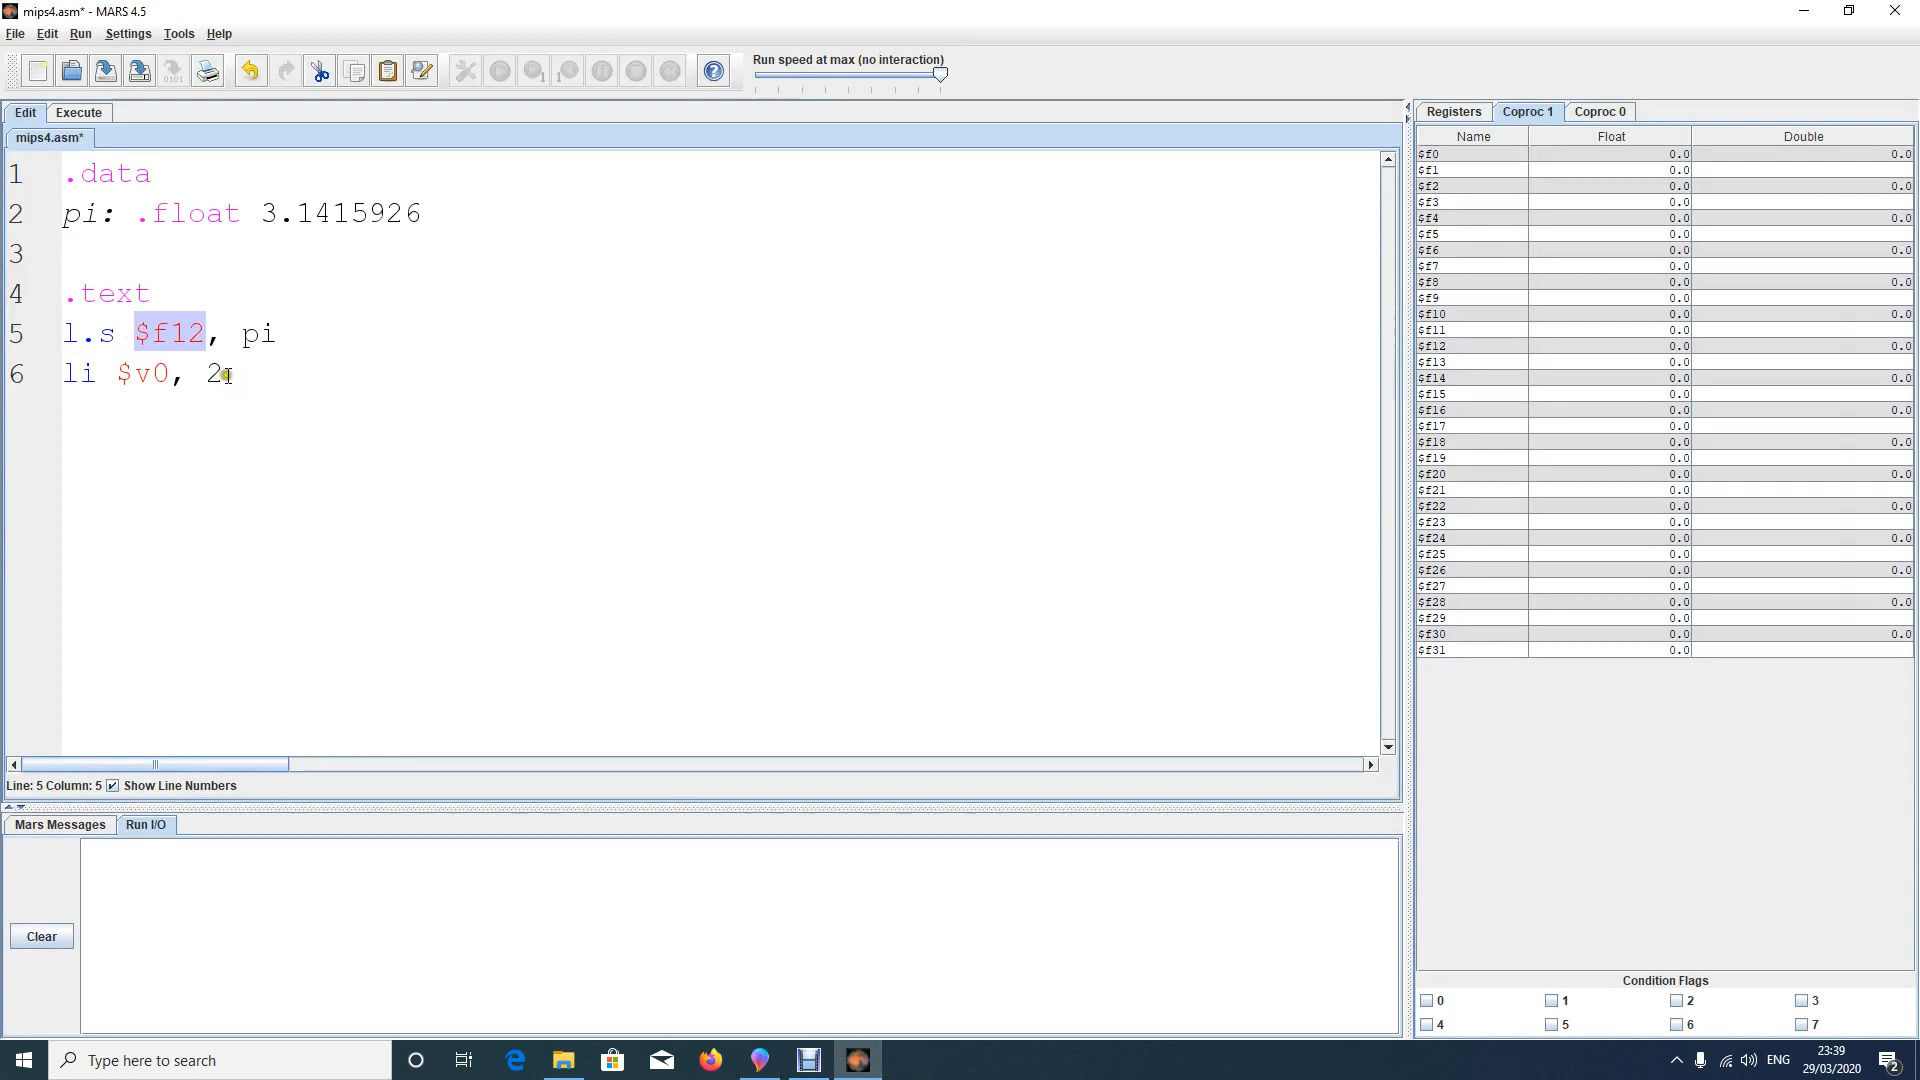 mips4.asm* - MARS 4.5
File Edit Run Settings Tools Help
Run speed at max (no interaction)
Edit Execute
mips4.asm*
1 .data
2 pi: .float 3.1415926
3
4 .text
5 l.s $f12, pi
6 li $v0, 2
Line: 5 Column: 5 Show Line Numbers
Mars Messages Run I/O
Clear
Registers Coproc 1 Coproc 0
Name Float Double
$f0 0.0 0.0
$f1 0.0
$f2 0.0 0.0
$f3 0.0
$f4 0.0 0.0
$f5 0.0
$f6 0.0 0.0
$f7 0.0
$f8 0.0 0.0
$f9 0.0
$f10 0.0 0.0
$f11 0.0
$f12 0.0 0.0
$f13 0.0
$f14 0.0 0.0
$f15 0.0
$f16 0.0 0.0
$f17 0.0
$f18 0.0 0.0
$f19 0.0
$f20 0.0 0.0
$f21 0.0
$f22 0.0 0.0
$f23 0.0
$f24 0.0 0.0
$f25 0.0
$f26 0.0 0.0
$f27 0.0
$f28 0.0 0.0
$f29 0.0
$f30 0.0 0.0
$f31 0.0
Condition Flags
0 1 2 3
4 5 6 7
Type here to search
ENG
23:39
29/03/2020
2